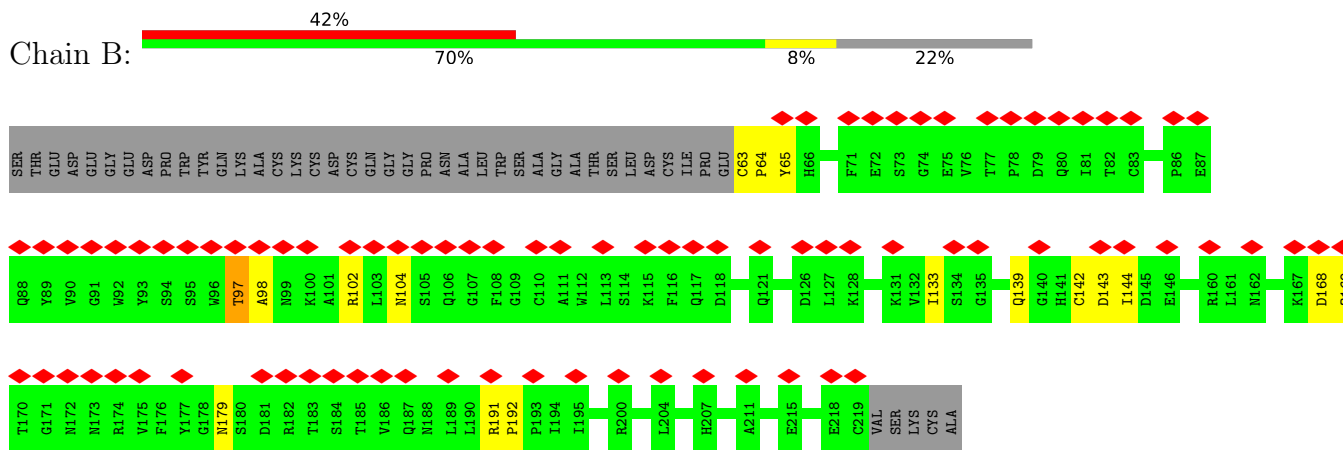 42%
Chain B:
70% 8% 22%
SER THR GLU ASP GLU GLY GLU ASP PRO TRP TYR GLN LYS ALA CYS LYS CYS ASP CYS GLN GLY GLY PRO ASN ALA LEU TRP SER ALA GLY ALA THR SER LEU ASP CYS ILE PRO GLU C63 P64 Y65 H66 F71 E72 S73 G74 E75 V76 T77 P78 D79 Q80 I81 T82 C83 P86 E87
Q88 Y89 V90 G91 W92 Y93 S94 S95 W96 T97 A98 N99 K100 A101 R102 L103 N104 S105 Q106 G107 F108 G109 C110 A111 W112 L113 S114 K115 F116 Q117 D118 Q121 D126 L127 K128 K131 V132 I133 S134 G135 Q139 G140 H141 C142 D143 I144 D145 E146 R160 L161 N162 K167 D168
T170 G171 N172 N173 R174 V175 F176 Y177 G178 N179 S180 D181 R182 T183 S184 T185 V186 Q187 N188 L189 L190 R191 P192 P193 I194 I195 R200 L204 H207 A211 E215 E218 C219 VAL SER LYS CYS ALA